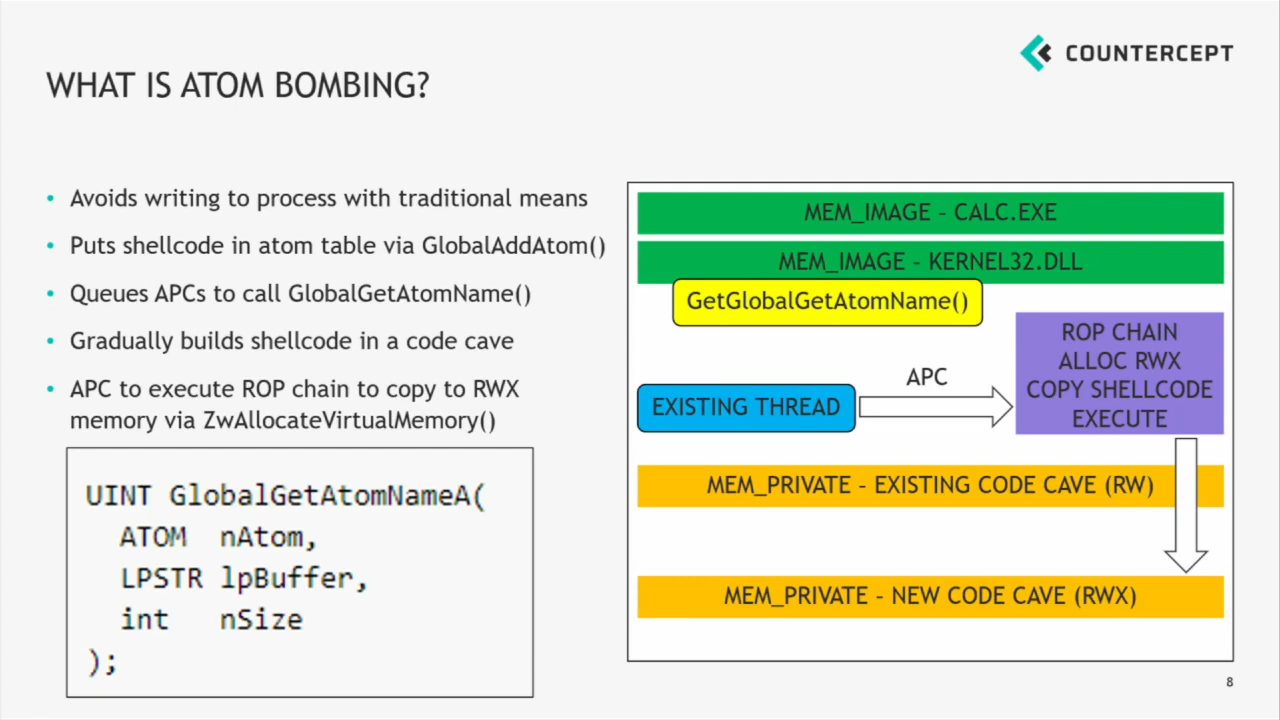 COUNTERCEPT
WHAT IS ATOM BOMBING?
• Avoids writing to process with traditional means
• Puts shellcode in atom table via GlobalAddAtom()
• Queues APCs to call GlobalGetAtomName()
• Gradually builds shellcode in a code cave
• APC to execute ROP chain to copy to RWX
memory via ZwAllocateVirtualMemory()
UINT GlobalGetAtomNameA(
ATOM nAtom,
LPSTR lpBuffer,
int nSize
);
MEM_IMAGE – CALC.EXE
MEM_IMAGE – KERNEL32.DLL
GetGlobalGetAtomName()
EXISTING THREAD
APC
ROP CHAIN
ALLOC RWX
COPY SHELLCODE
EXECUTE
MEM_PRIVATE – EXISTING CODE CAVE (RW)
MEM_PRIVATE – NEW CODE CAVE (RWX)
8